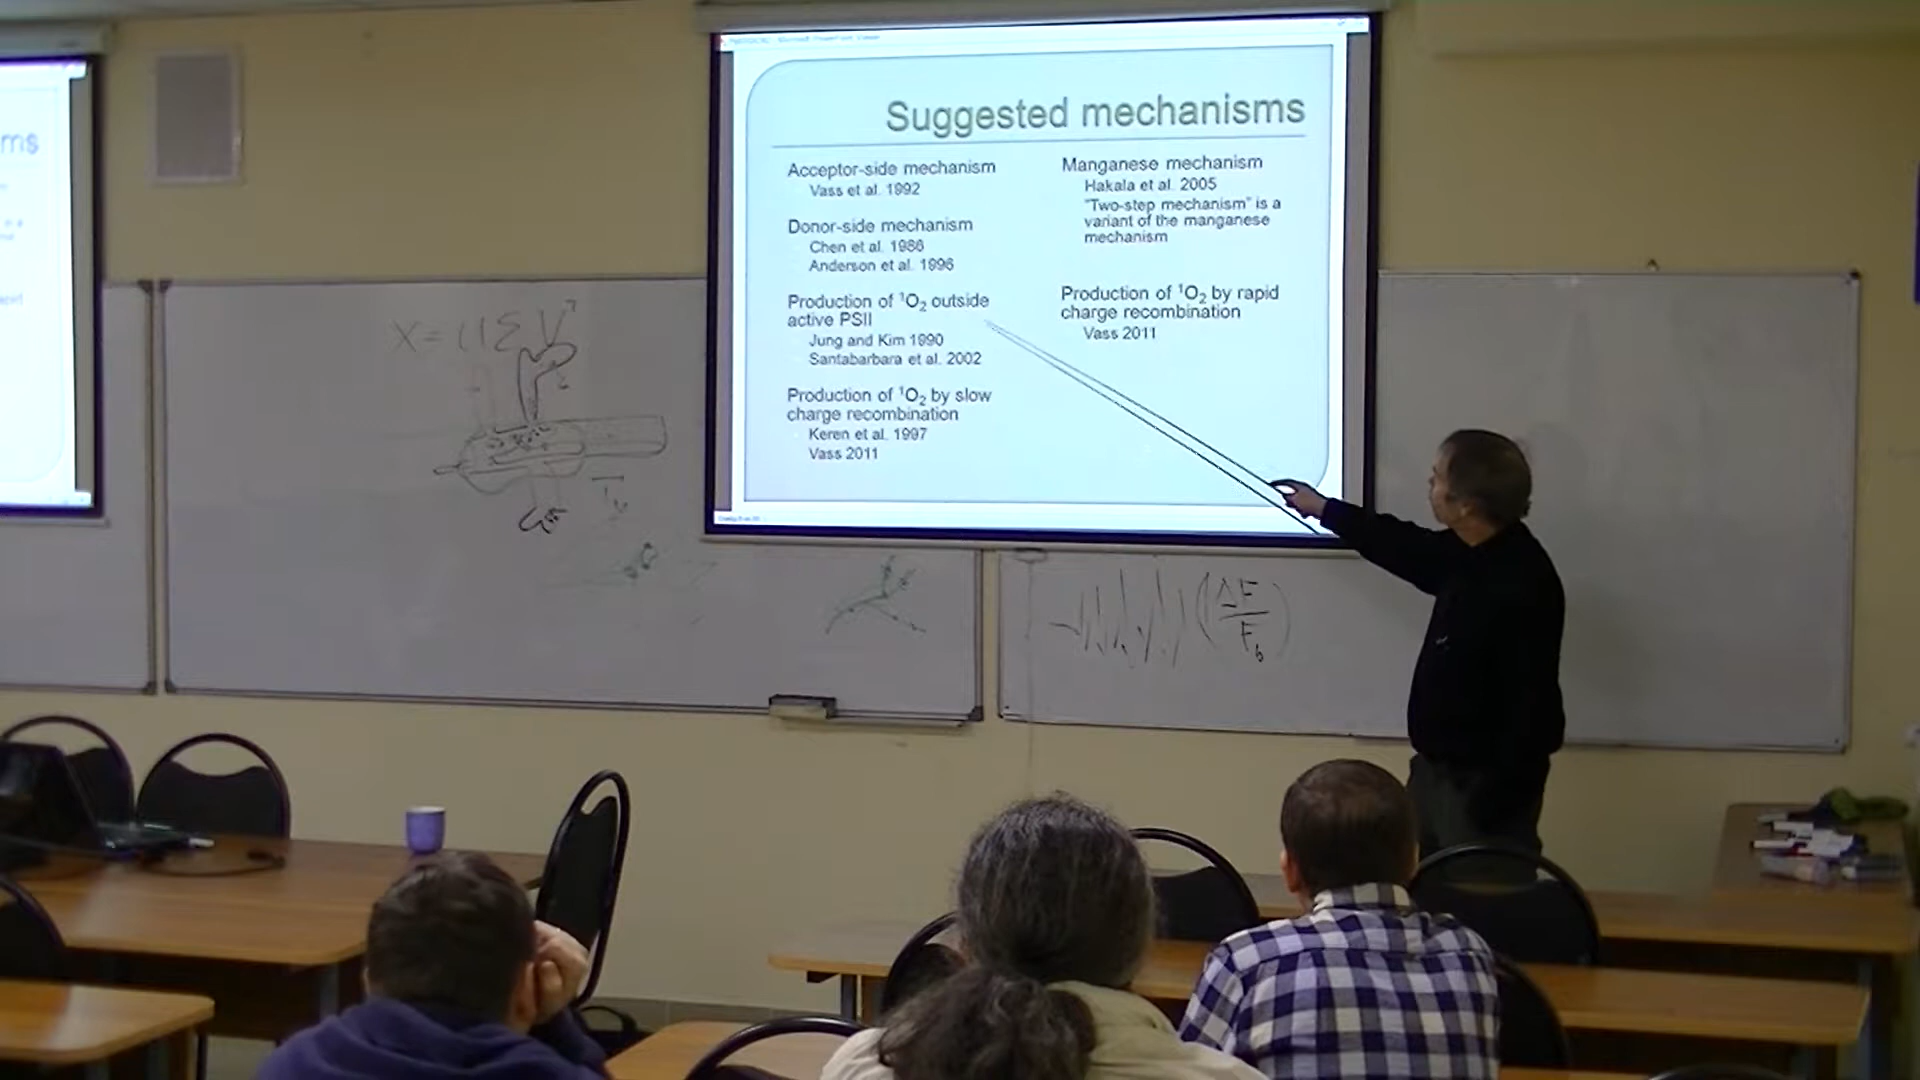 ms
Suggested mechanisms
Acceptor-side mechanism
Vass et al. 1992
Donor-side mechanism
Chen et al. 1986
Anderson et al. 1996
Production of ¹O₂ outside
active PSII
Jung and Kim 1990
Santabarbara et al. 2002
Production of ¹O₂ by slow
charge recombination
Keren et al. 1997
Vass 2011
Manganese mechanism
Hakala et al. 2005
"Two-step mechanism" is a
variant of the manganese
mechanism
Production of ¹O₂ by rapid
charge recombination
Vass 2011
ΔF
F₀